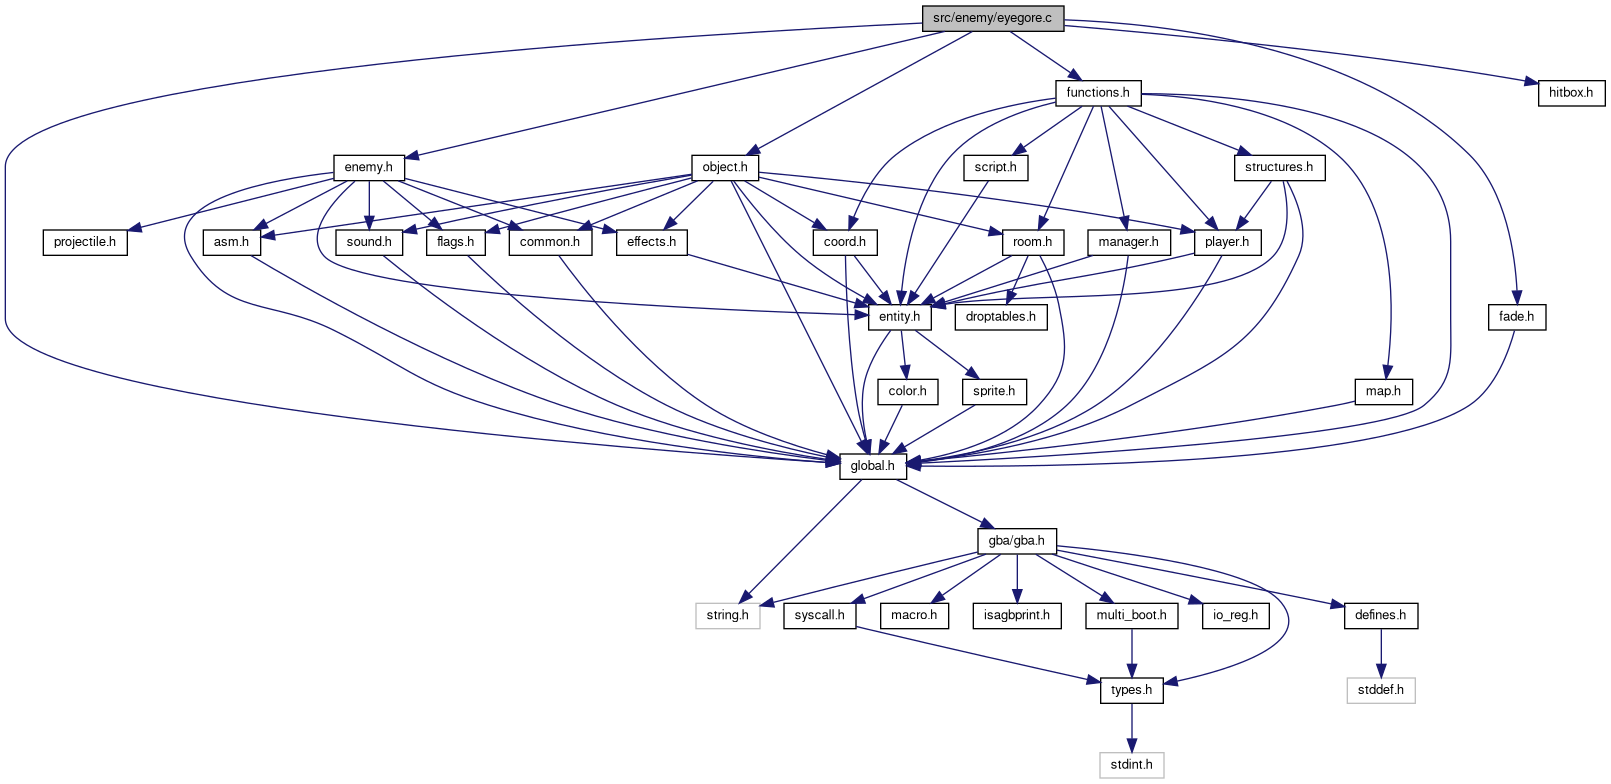 src/enemy/eyegore.c
functions.h
hitbox.h
enemy.h
object.h
script.h
structures.h
projectile.h
asm.h
sound.h
flags.h
common.h
effects.h
coord.h
room.h
manager.h
player.h
entity.h
droptables.h
fade.h
color.h
sprite.h
map.h
global.h
gba/gba.h
string.h
syscall.h
macro.h
isagbprint.h
multi_boot.h
io_reg.h
defines.h
types.h
stddef.h
stdint.h